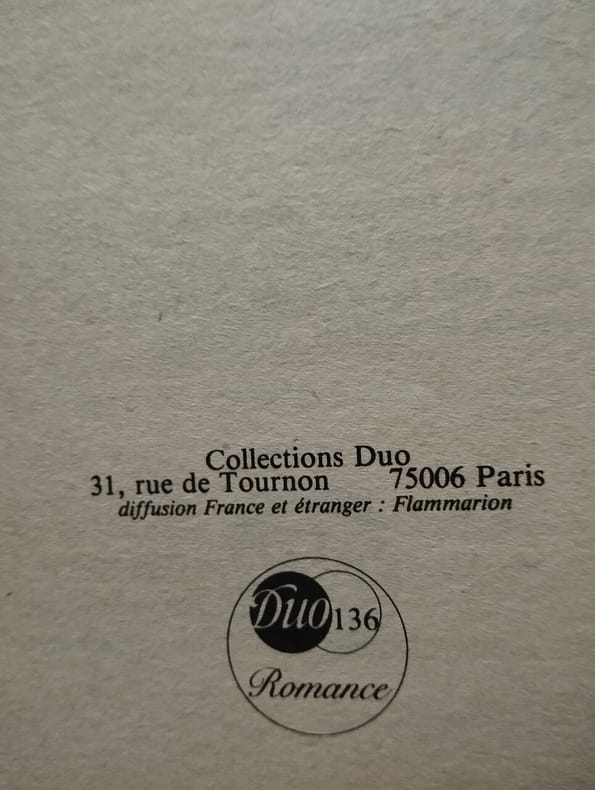 Collections Duo
31, rue de Tournon 75006 Paris
diffusion France et étranger : Flammarion
Duo 136
Romance